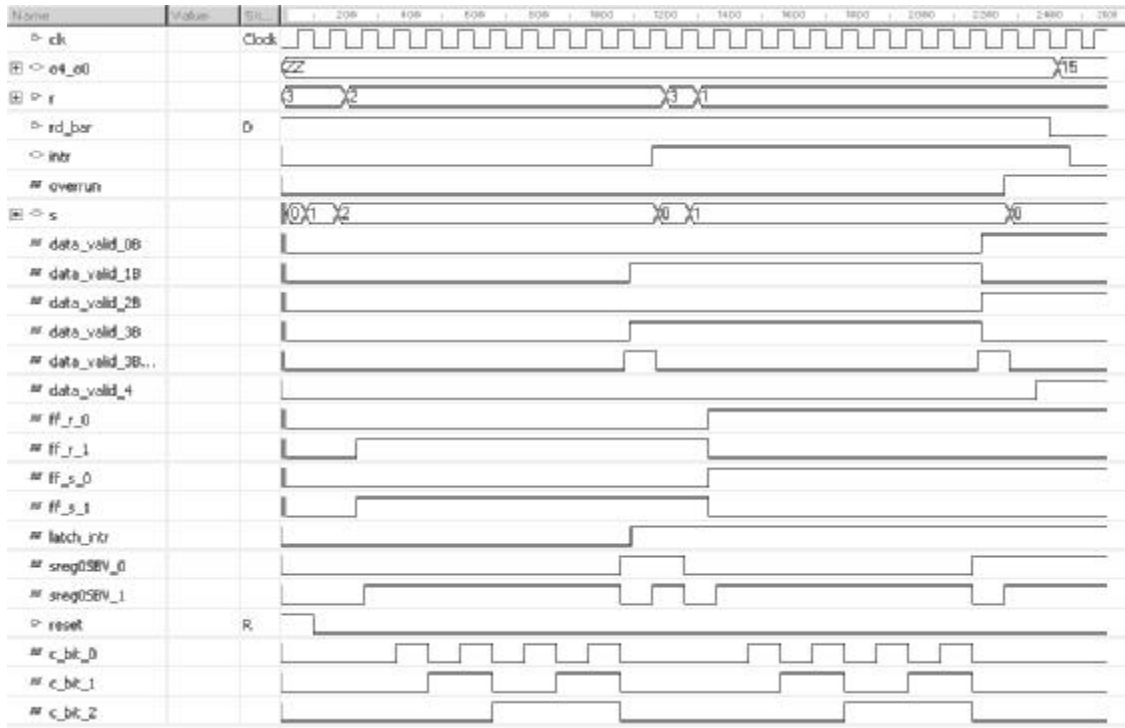 Name Value Sti... 200 400 600 800 1000 1200 1400 1600 1800 2000 2200 2400 2600
clk Clock
a4_a0 ZZ 15
r 3 2 3 1
rd_bar D
intr
overrun
s 0 1 2 0 1 0
data_valid_0B
data_valid_1B
data_valid_2B
data_valid_3B
data_valid_3B...
data_valid_4
ff_r_0
ff_r_1
ff_s_0
ff_s_1
latch_intr
sreg0SBV_0
sreg0SBV_1
reset R
c_bit_0
c_bit_1
c_bit_2